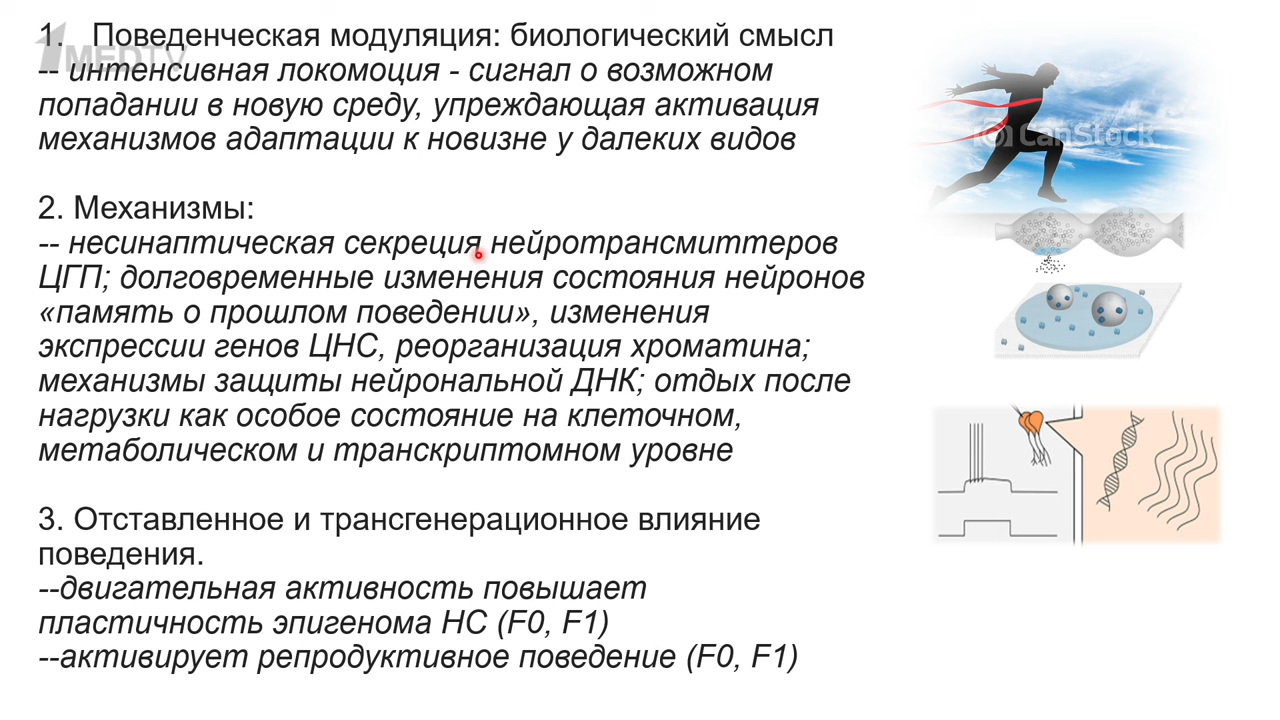 1MEDTV
1. Поведенческая модуляция: биологический смысл
-- интенсивная локомоция - сигнал о возможном
попадании в новую среду, упреждающая активация
механизмов адаптации к новизне у далеких видов
CanStock
2. Механизмы:
-- несинаптическая секреция нейротрансмиттеров
ЦГП; долговременные изменения состояния нейронов
«память о прошлом поведении», изменения
экспрессии генов ЦНС, реорганизация хроматина;
механизмы защиты нейрональной ДНК; отдых после
нагрузки как особое состояние на клеточном,
метаболическом и транскриптомном уровне
3. Отставленное и трансгенерационное влияние
поведения.
--двигательная активность повышает
пластичность эпигенома НС (F0, F1)
--активирует репродуктивное поведение (F0, F1)